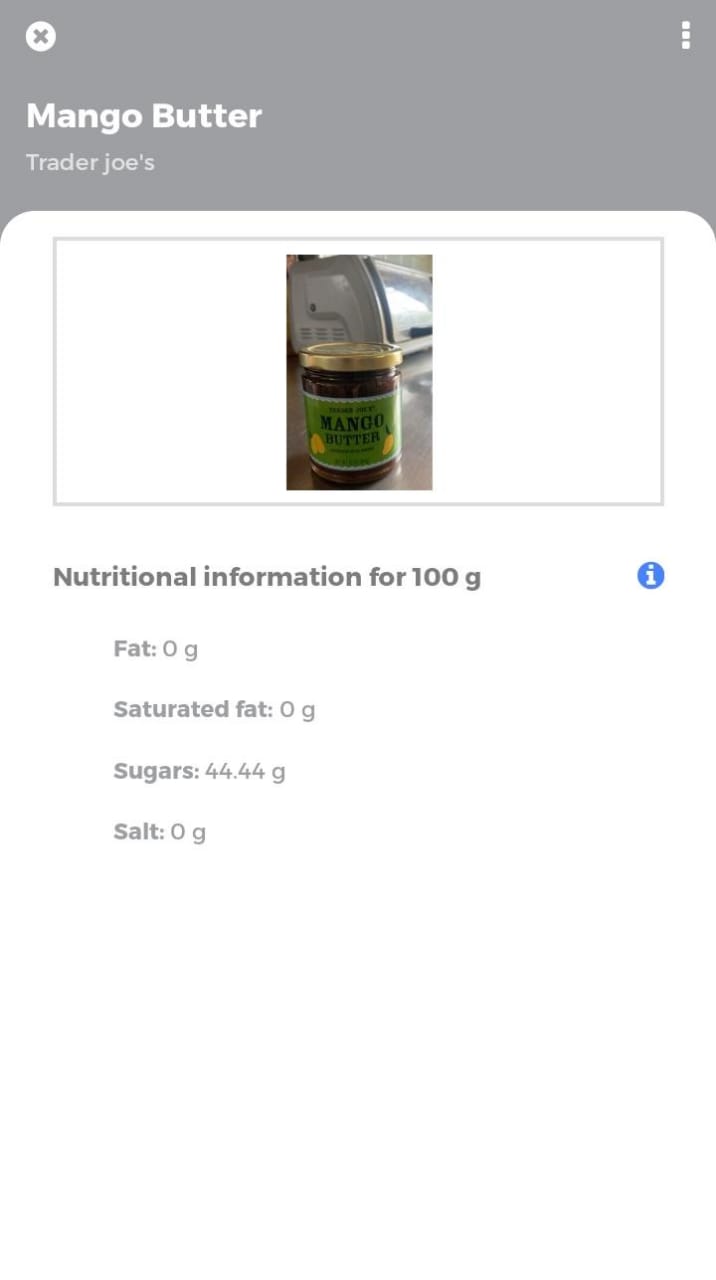 Mango Butter
Trader joe's
TRADER JOE'S
MANGO
BUTTER
Nutritional information for 100 g
Fat: 0 g
Saturated fat: 0 g
Sugars: 44.44 g
Salt: 0 g